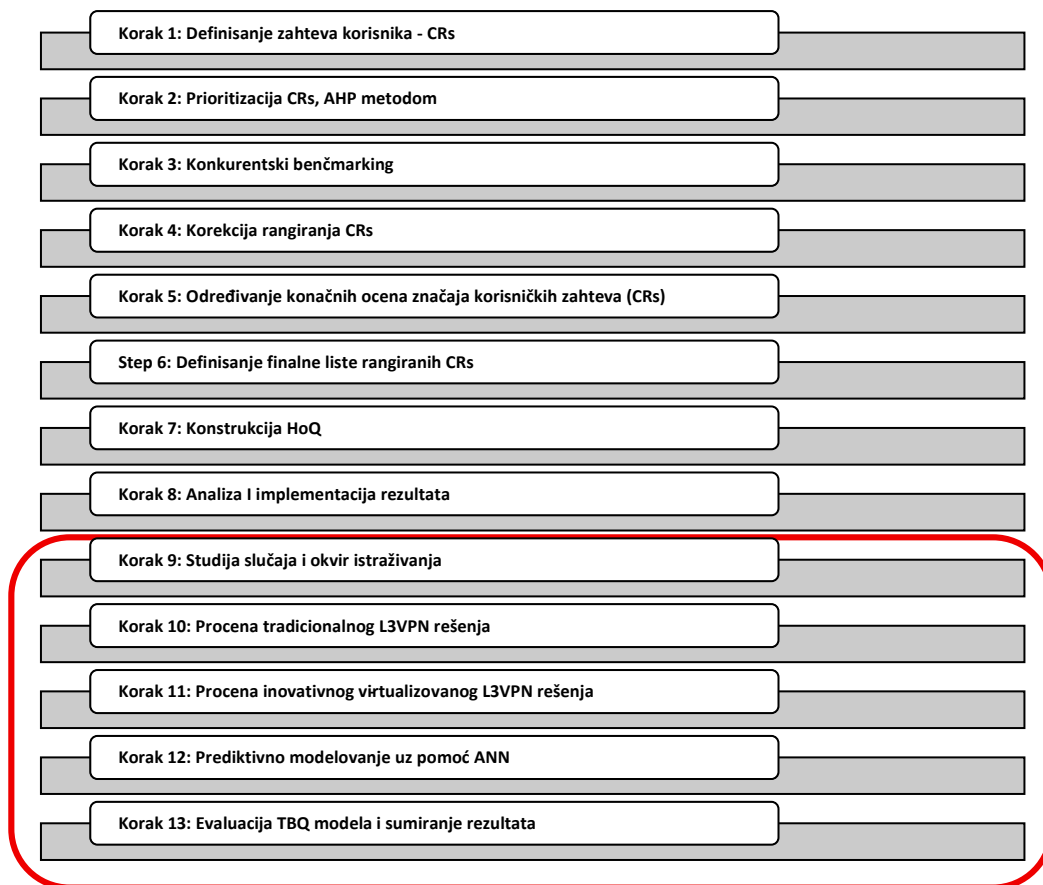 Korak 1: Definisanje zahteva korisnika - CRs
Korak 2: Prioritizacija CRs, AHP metodom
Korak 3: Konkurentski benčmarking
Korak 4: Korekcija rangiranja CRs
Korak 5: Određivanje konačnih ocena značaja korisničkih zahteva (CRs)
Step 6: Definisanje finalne liste rangiranih CRs
Korak 7: Konstrukcija HoQ
Korak 8: Analiza I implementacija rezultata
Korak 9: Studija slučaja i okvir istraživanja
Korak 10: Procena tradicionalnog L3VPN rešenja
Korak 11: Procena inovativnog virtualizovanog L3VPN rešenja
Korak 12: Prediktivno modelovanje uz pomoć ANN
Korak 13: Evaluacija TBQ modela i sumiranje rezultata